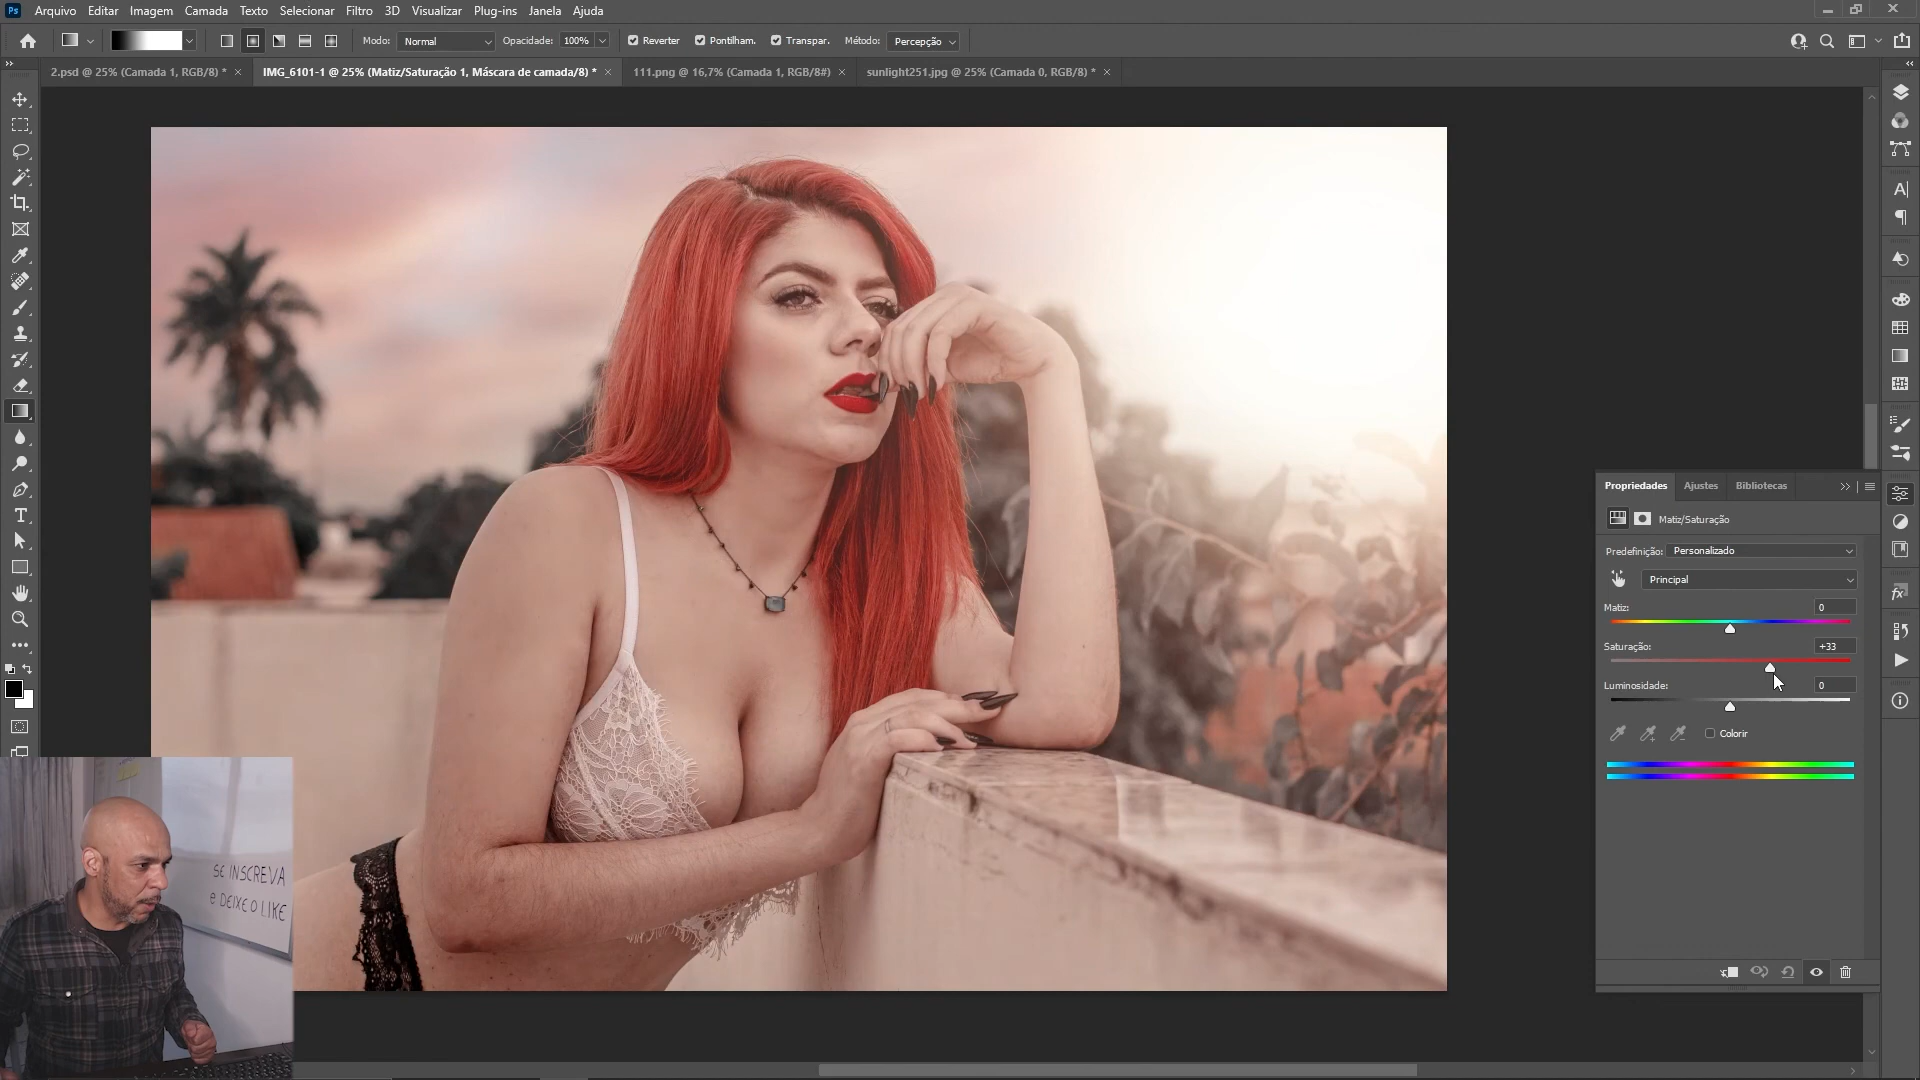 Ps Arquivo Editar Imagem Camada Texto Selecionar Filtro 3D Visualizar Plug-ins Janela Ajuda
Modo: Normal Opacidade: 100% Reverter Pontilham. Transpar. Método: Percepção
2.psd @ 25% (Camada 1, RGB/8) * × IMG_6101-1 @ 25% (Matiz/Saturação 1, Máscara de camada/8) * × 111.png @ 16,7% (Camada 1, RGB/8#) × sunlight251.jpg @ 25% (Camada 0, RGB/8) * ×
Propriedades Ajustes Bibliotecas
Matiz/Saturação
Predefinição: Personalizado
Principal
Matiz: 0
Saturação: +33
Luminosidade: 0
Colorir
SE INSCREVA
e DEIXE O LIKE